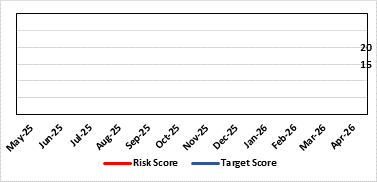 20
15
May-25 Jun-25 Jul-25 Aug-25 Sep-25 Oct-25 Nov-25 Dec-25 Jan-26 Feb-26 Mar-26 Apr-26
Risk Score Target Score